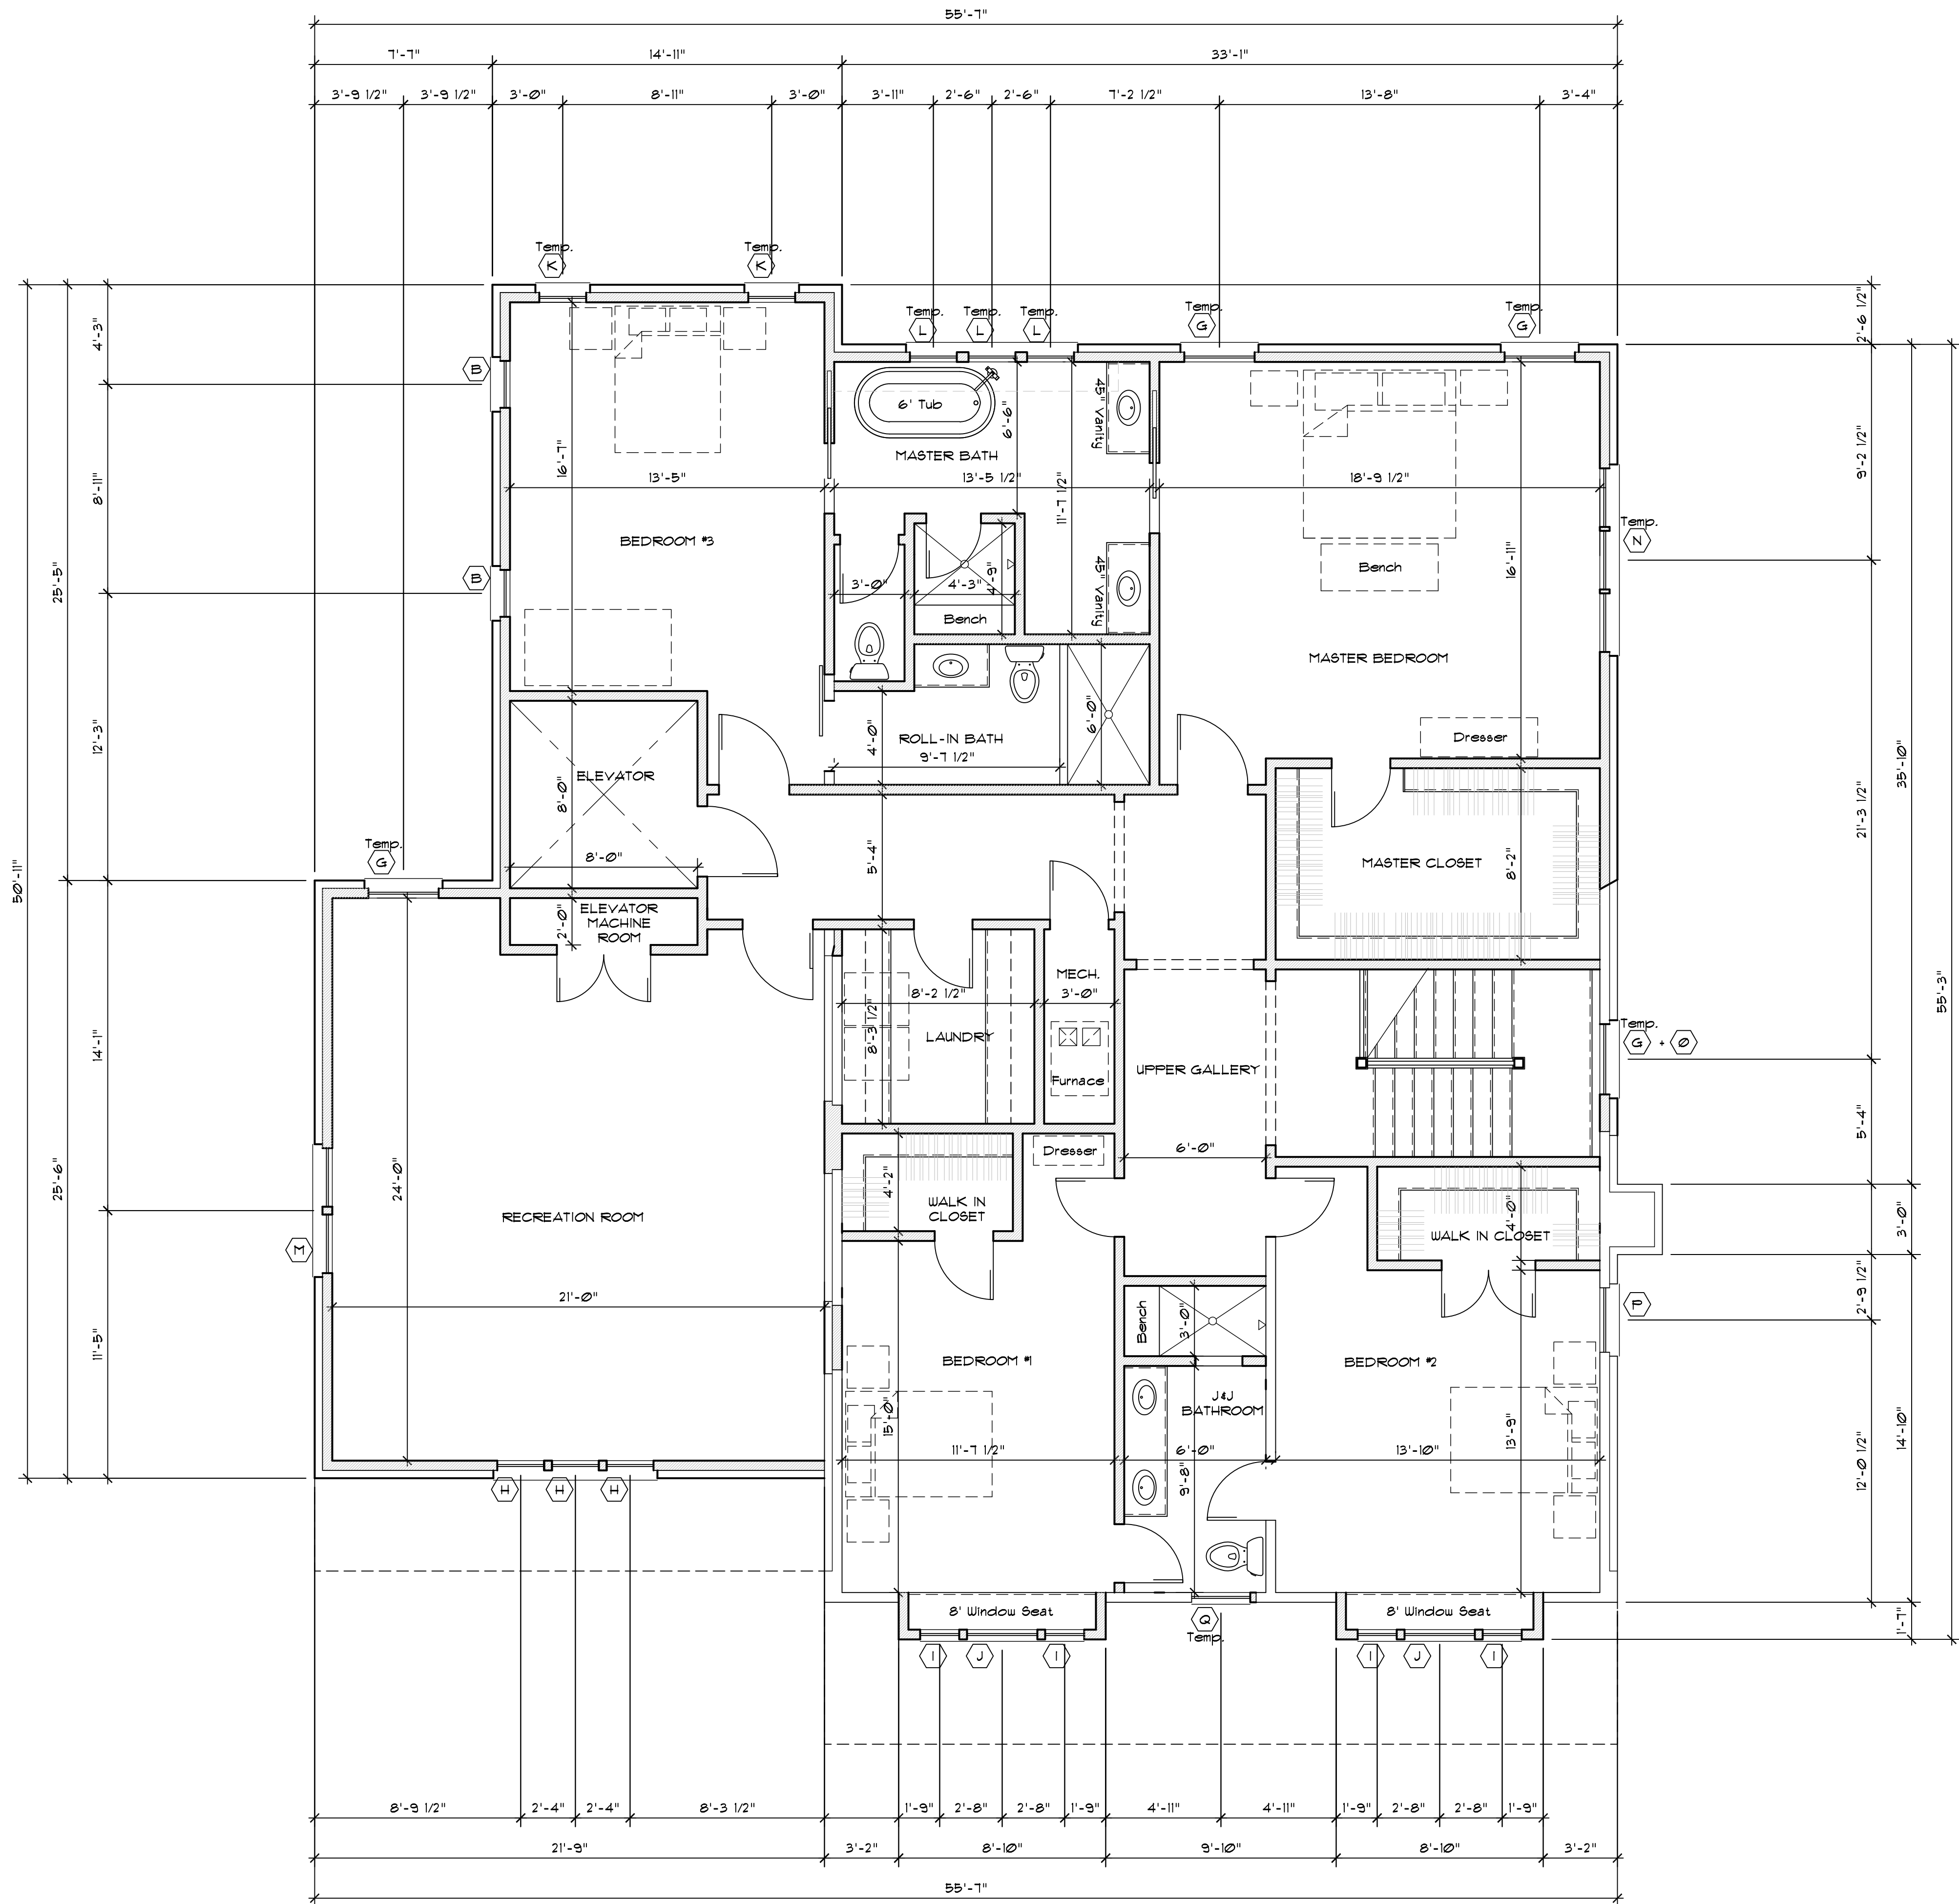 55'-7"
7'-7" 14'-11" 33'-1"
3'-9 1/2" 3'-9 1/2" 3'-0" 8'-11" 3'-0" 3'-11" 2'-6" 2'-6" 7'-2 1/2" 13'-8" 3'-4"
Temp. Temp.
K K
Temp. Temp. Temp. Temp. Temp.
L L L G G
2'-6 1/2"
4'-3"
B
6' Tub
6'-6"
45" Vanity
MASTER BATH
16'-7"
13'-5" 13'-5 1/2" 18'-9 1/2"
11'-7 1/2"
9'-2 1/2"
8'-11"
Temp.
N
BEDROOM #3
16'-11"
Bench
B
25'-5"
3'-0" 4'-3"
4'-9"
45" Vanity
Bench
MASTER BEDROOM
6'-0"
12'-3"
4'-0"
ROLL-IN BATH
9'-7 1/2"
Dresser
35'-10"
ELEVATOR
8'-0"
8'-0"
21'-3 1/2"
Temp.
G
5'-4"
MASTER CLOSET
8'-2"
50'-11"
ELEVATOR
MACHINE
ROOM
2'-0"
MECH.
8'-2 1/2" 3'-0"
55'-3"
14'-1"
8'-3 1/2"
LAUNDRY
Temp.
G + O
UPPER GALLERY
Furnace
5'-4"
Dresser
6'-0"
25'-6"
24'-0"
4'-2"
WALK IN
CLOSET
RECREATION ROOM
4'-0"
WALK IN CLOSET
3'-0"
M
2'-9 1/2"
21'-0"
P
Bench
3'-0"
11'-5"
BEDROOM #1
BEDROOM #2
J&J
BATHROOM
15'-0"
13'-9"
14'-10"
11'-7 1/2" 6'-0" 13'-10"
9'-8"
12'-0 1/2"
H H H
8' Window Seat 8' Window Seat
Q
Temp.
1'-7"
I J I I J I
8'-9 1/2" 2'-4" 2'-4" 8'-3 1/2" 1'-9" 2'-8" 2'-8" 1'-9" 4'-11" 4'-11" 1'-9" 2'-8" 2'-8" 1'-9"
21'-9" 3'-2" 8'-10" 9'-10" 8'-10" 3'-2"
55'-7"